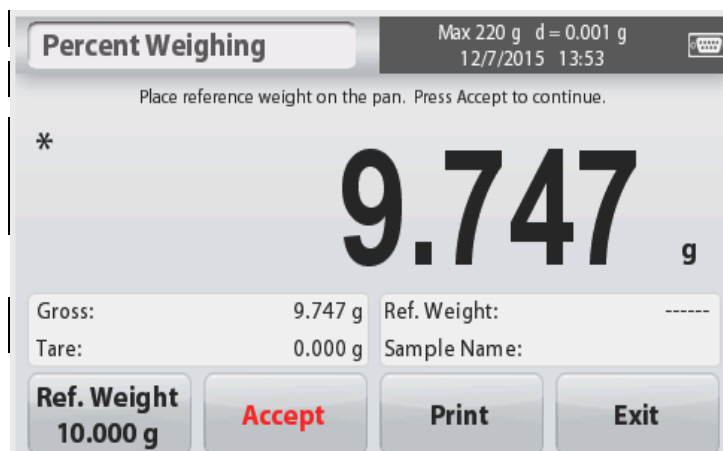 Percent Weighing
Max 220 g d = 0.001 g
12/7/2015 13:53
Place reference weight on the pan. Press Accept to continue.
*
9.747 g
Gross: 9.747 g
Tare: 0.000 g
Ref. Weight: ------
Sample Name:
Ref. Weight
10.000 g
Accept
Print
Exit